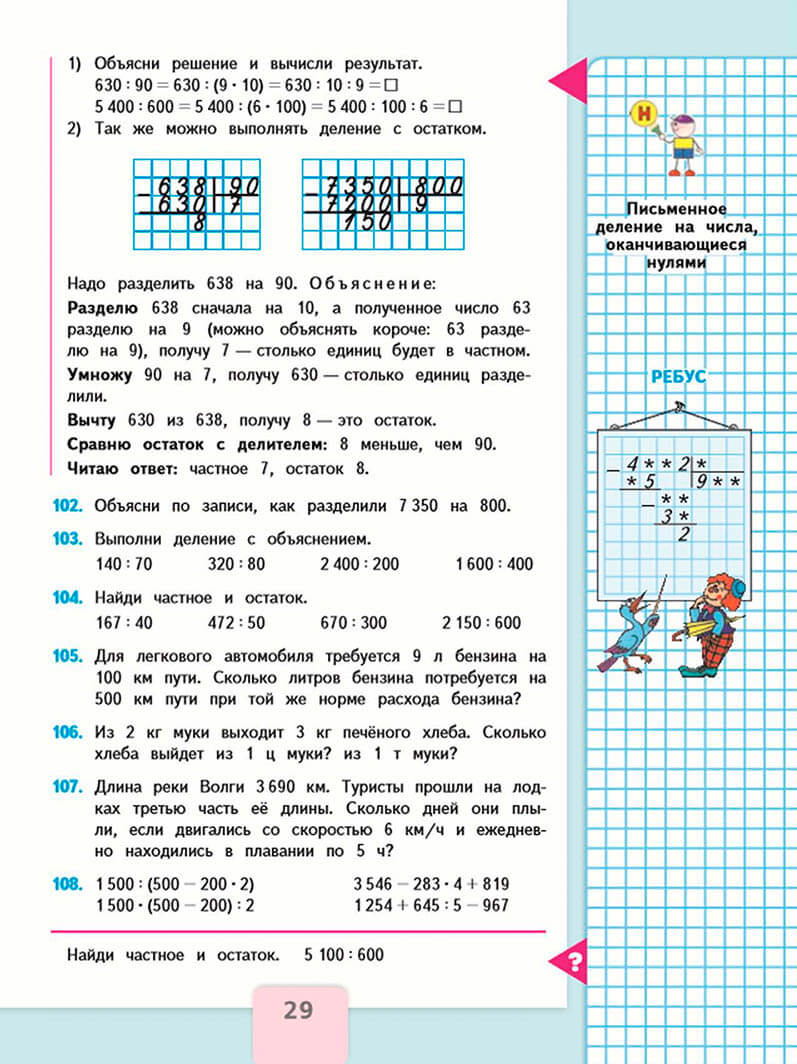 1) Объясни решение и вычисли результат.
630 : 90 = 630 : (9 · 10) = 630 : 10 : 9 = □
5 400 : 600 = 5 400 : (6 · 100) = 5 400 : 100 : 6 = □
2) Так же можно выполнять деление с остатком.
– 638 | 90
630 | 7
8
– 7350 | 800
7200 | 9
150
Надо разделить 638 на 90. Объяснение:
Разделю 638 сначала на 10, а полученное число 63
разделю на 9 (можно объяснять короче: 63 разде-
лю на 9), получу 7 — столько единиц будет в частном.
Умножу 90 на 7, получу 630 — столько единиц разде-
лили.
Вычту 630 из 638, получу 8 — это остаток.
Сравню остаток с делителем: 8 меньше, чем 90.
Читаю ответ: частное 7, остаток 8.
102. Объясни по записи, как разделили 7 350 на 800.
103. Выполни деление с объяснением.
140 : 70 320 : 80 2 400 : 200 1 600 : 400
104. Найди частное и остаток.
167 : 40 472 : 50 670 : 300 2 150 : 600
105. Для легкового автомобиля требуется 9 л бензина на
100 км пути. Сколько литров бензина потребуется на
500 км пути при той же норме расхода бензина?
106. Из 2 кг муки выходит 3 кг печёного хлеба. Сколько
хлеба выйдет из 1 ц муки? из 1 т муки?
107. Длина реки Волги 3 690 км. Туристы прошли на лод-
ках третью часть её длины. Сколько дней они плы-
ли, если двигались со скоростью 6 км/ч и ежеднев-
но находились в плавании по 5 ч?
108. 1 500 : (500 – 200 · 2) 3 546 – 283 · 4 + 819
1 500 · (500 – 200) : 2 1 254 + 645 : 5 – 967
Найди частное и остаток. 5 100 : 600
?
29
Н
Письменное
деление на числа,
оканчивающиеся
нулями
РЕБУС
– 4**2 | *
*5 | 9**
– **
3*
2